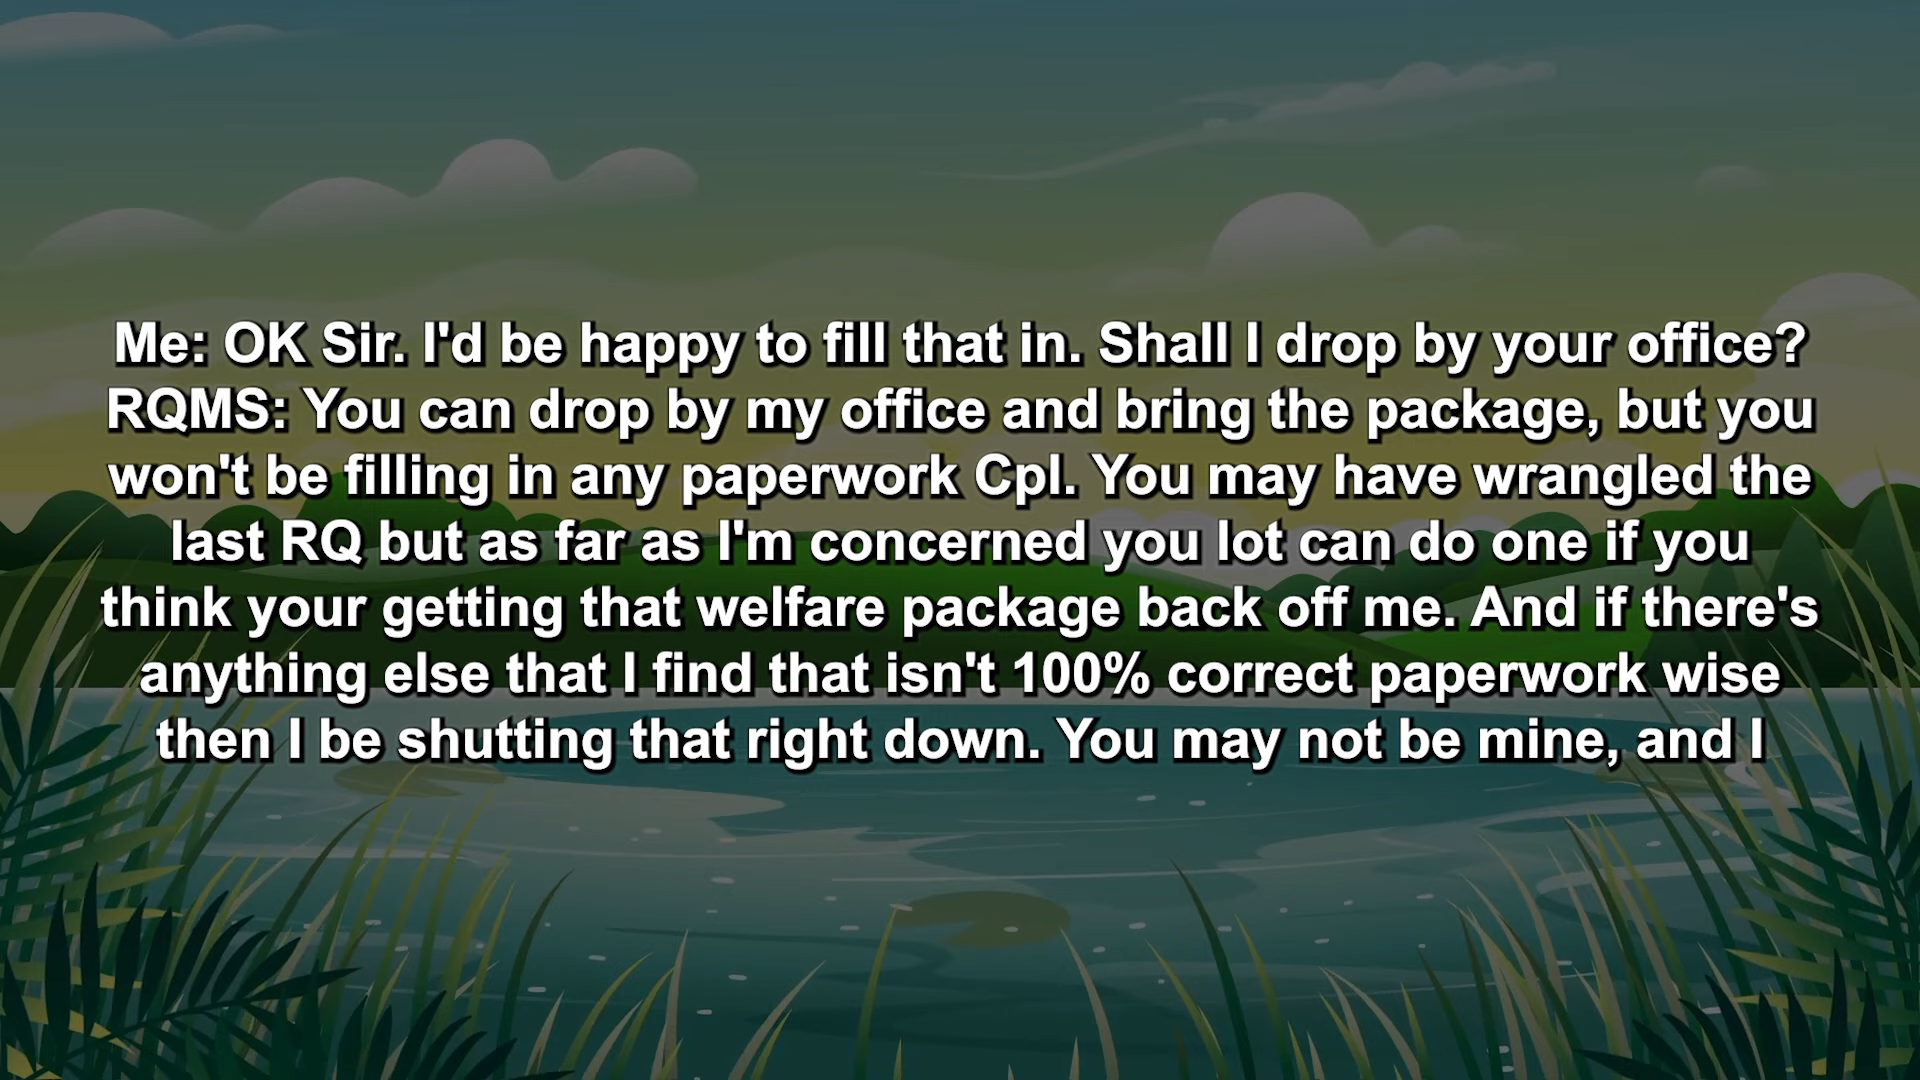 Me: OK Sir. I'd be happy to fill that in. Shall I drop by your office?
RQMS: You can drop by my office and bring the package, but you
won't be filling in any paperwork Cpl. You may have wrangled the
last RQ but as far as I'm concerned you lot can do one if you
think your getting that welfare package back off me. And if there's
anything else that I find that isn't 100% correct paperwork wise
then I be shutting that right down. You may not be mine, and I